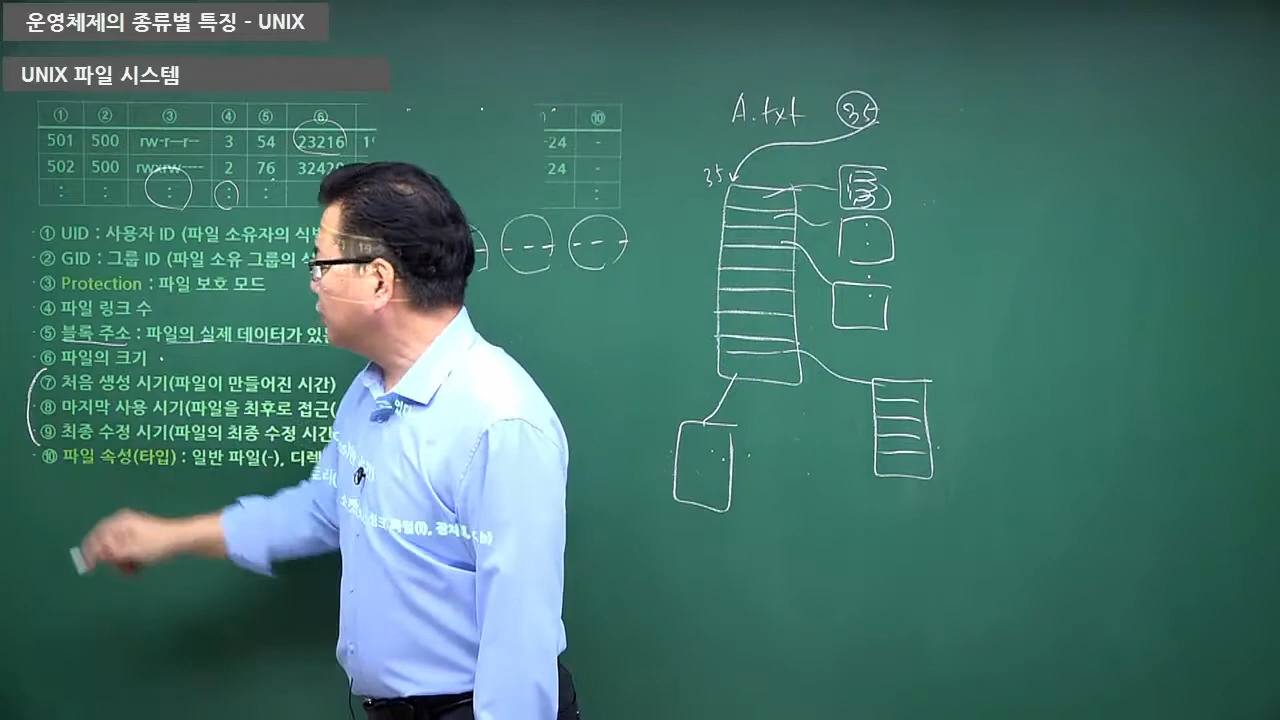 운영체제의 종류별 특징 - UNIX
UNIX 파일 시스템
① ② ③ ④ ⑤ ⑥ ⑩
501 500 rw-r--r-- 3 54 23216 24 -
502 500 rwxrw---- 2 76 24 -
: : : : : : : :
① UID : 사용자 ID (파일 소유자의
② GID : 그룹 ID (파일 소유 그룹의
③ Protection : 파일 보호 모드
④ 파일 링크 수
⑤ 블록 주소 : 파일의 실제 데이터가
⑥ 파일의 크기
⑦ 처음 생성 시기(파일이 만들어진 시간)
⑧ 마지막 사용 시기(파일을 최후로 접근
⑨ 최종 수정 시기(파일의 최종 수정 시간
⑩ 파일 속성(타입) : 일반 파일(-),
A.txt 35
35